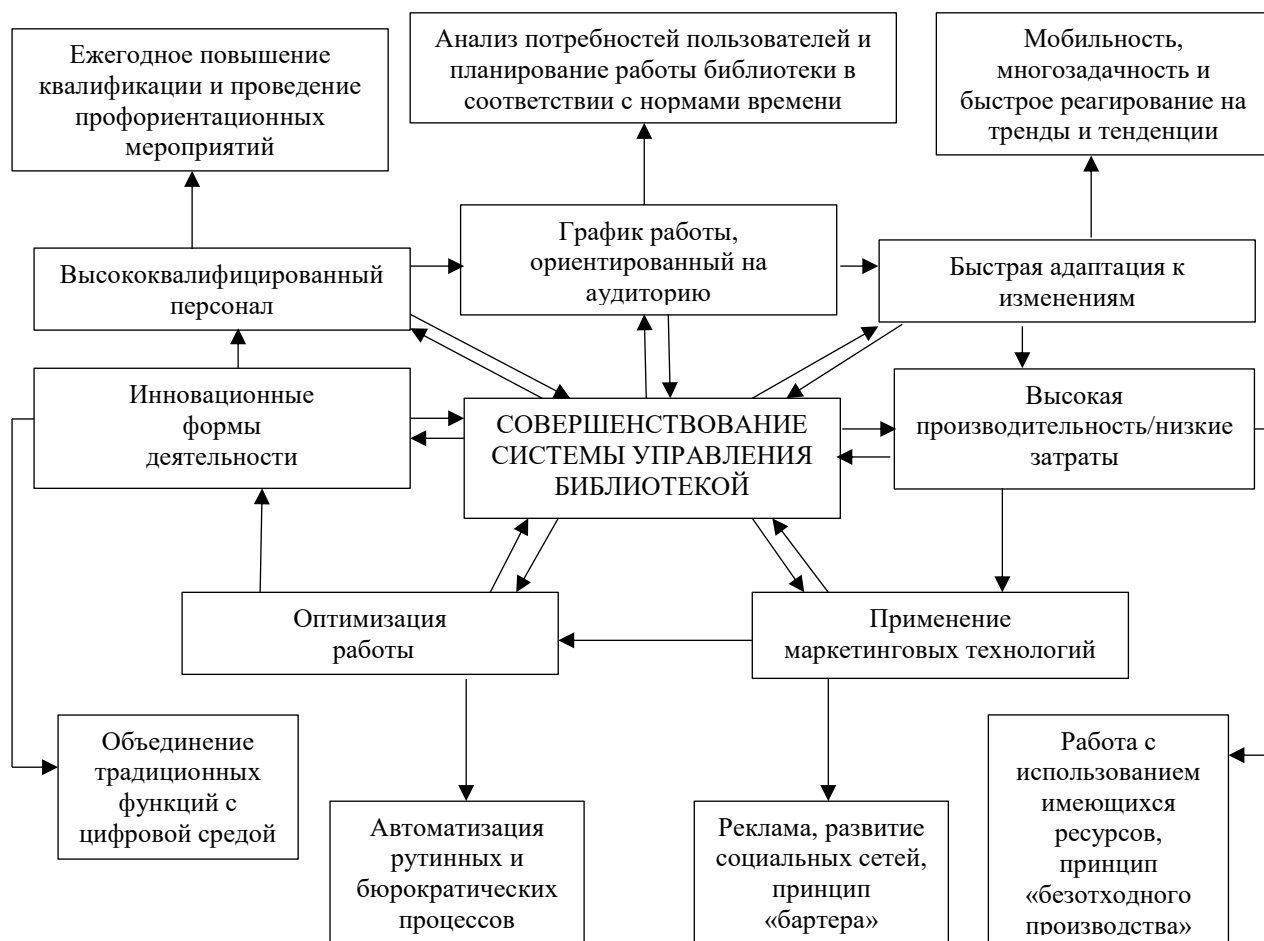 Ежегодное повышение
квалификации и проведение
профориентационных
мероприятий
Анализ потребностей пользователей и
планирование работы библиотеки в
соответствии с нормами времени
Мобильность,
многозадачность и
быстрое реагирование на
тренды и тенденции
Высококвалифицированный
персонал
График работы,
ориентированный на
аудиторию
Быстрая адаптация к
изменениям
Инновационные
формы
деятельности
СОВЕРШЕНСТВОВАНИЕ
СИСТЕМЫ УПРАВЛЕНИЯ
БИБЛИОТЕКОЙ
Высокая
производительность/низкие
затраты
Оптимизация
работы
Применение
маркетинговых технологий
Объединение
традиционных
функций с
цифровой средой
Автоматизация
рутинных и
бюрократических
процессов
Реклама, развитие
социальных сетей,
принцип
«бартера»
Работа с
использованием
имеющихся
ресурсов,
принцип
«безотходного
производства»